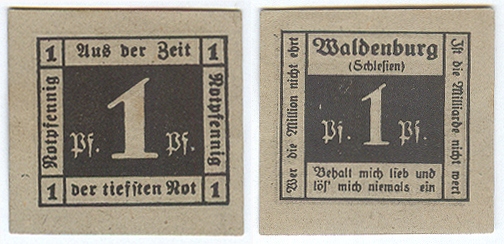 1 Aus der Zeit 1
Notpfennig
Pf. 1 Pf.
Notpfennig
1 der tiefsten Not 1
Wer die Million nicht ehrt
Waldenburg
(Schlesien)
Pf. 1 Pf.
Behalt mich lieb und
lös' mich niemals ein
Ist die Milliarde nicht wert